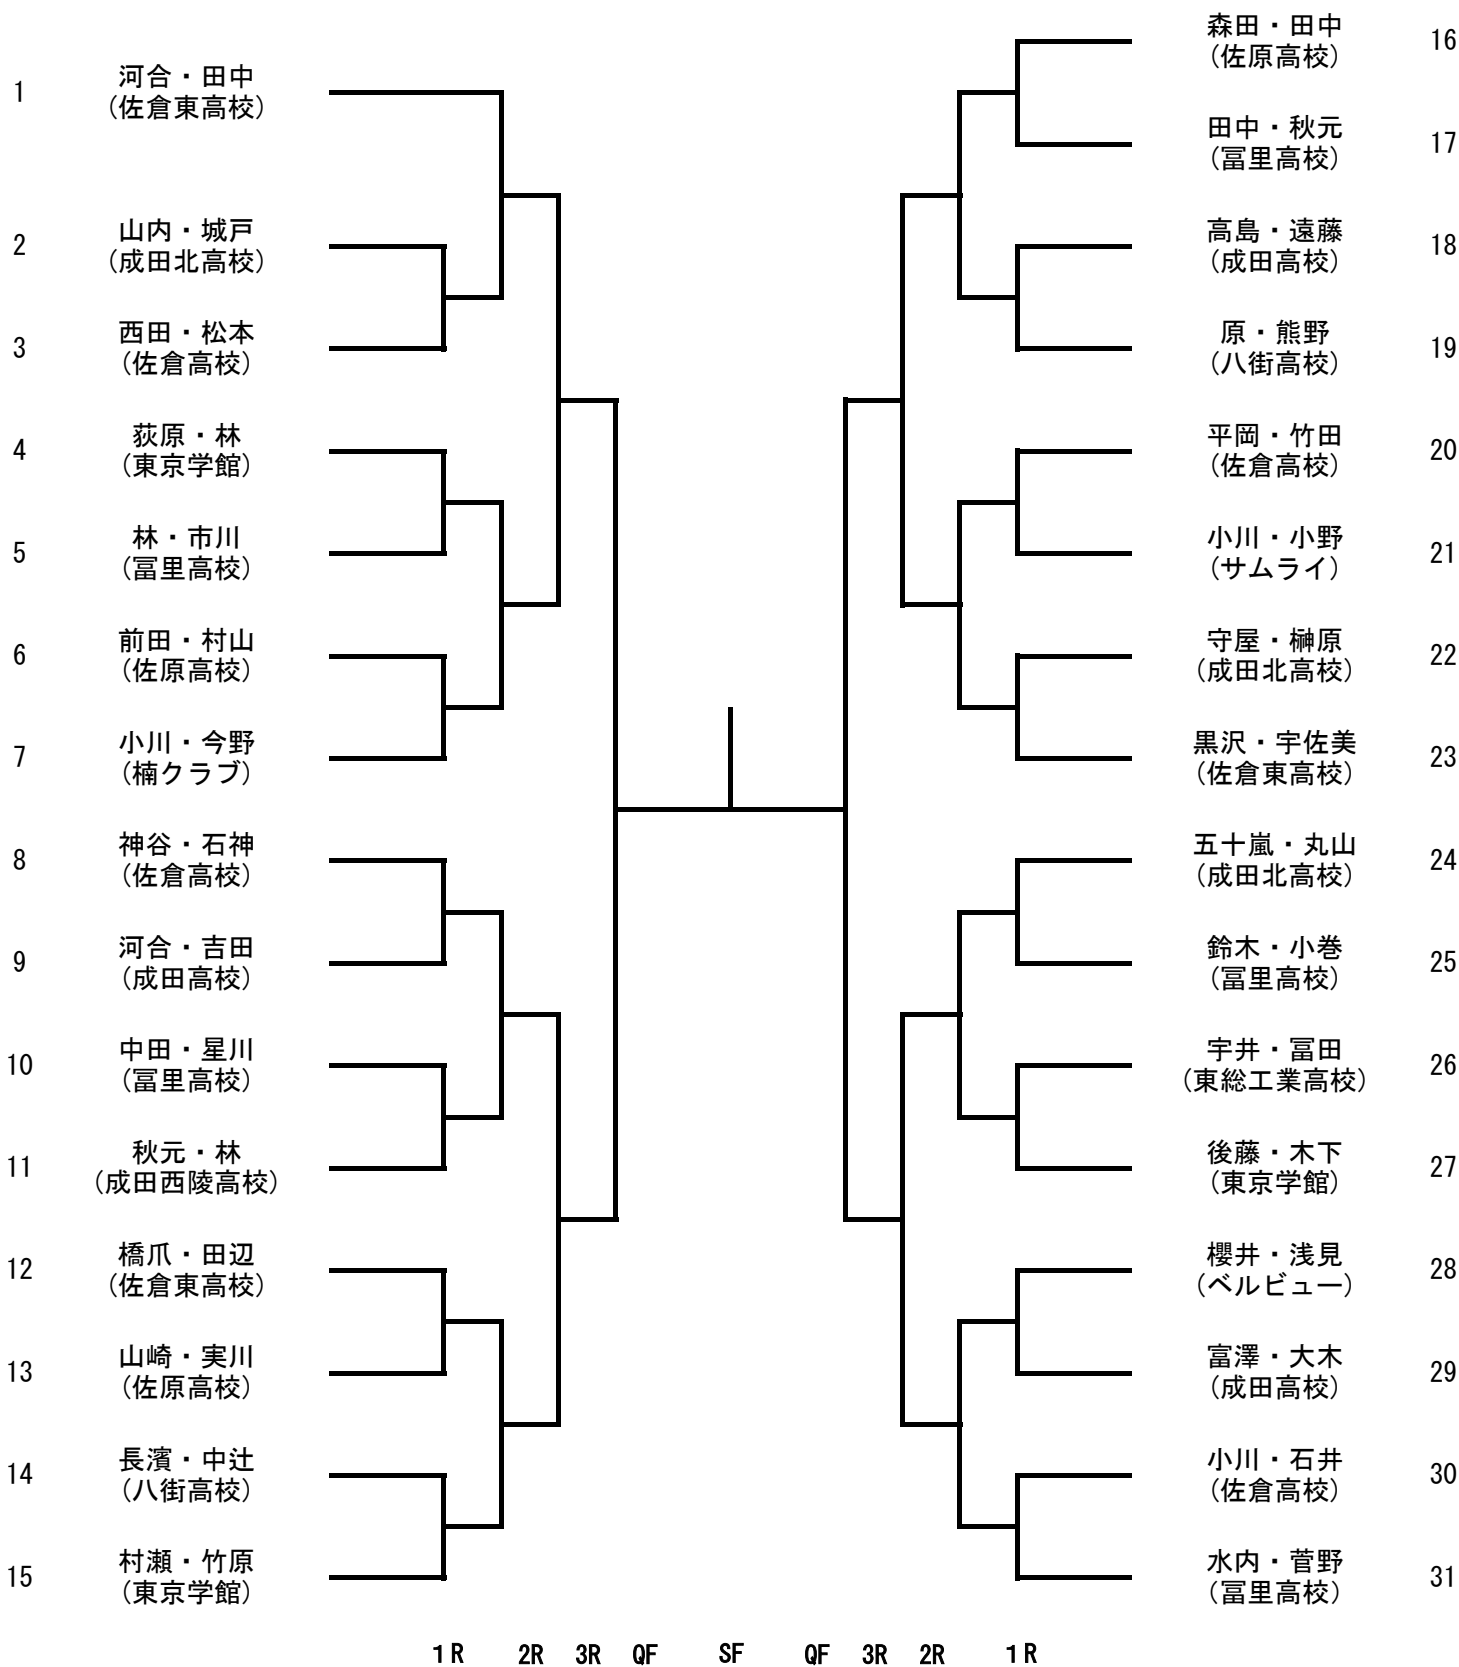 1
河合・田中
(佐倉東高校)
2
山内・城戸
(成田北高校)
3
西田・松本
(佐倉高校)
4
荻原・林
(東京学館)
5
林・市川
(冨里高校)
6
前田・村山
(佐原高校)
7
小川・今野
(楠クラブ)
8
神谷・石神
(佐倉高校)
9
河合・吉田
(成田高校)
10
中田・星川
(冨里高校)
11
秋元・林
(成田西陵高校)
12
橋爪・田辺
(佐倉東高校)
13
山崎・実川
(佐原高校)
14
長濱・中辻
(八街高校)
15
村瀬・竹原
(東京学館)
森田・田中
(佐原高校)
16
田中・秋元
(冨里高校)
17
高島・遠藤
(成田高校)
18
原・熊野
(八街高校)
19
平岡・竹田
(佐倉高校)
20
小川・小野
(サムライ)
21
守屋・榊原
(成田北高校)
22
黒沢・宇佐美
(佐倉東高校)
23
五十嵐・丸山
(成田北高校)
24
鈴木・小巻
(冨里高校)
25
宇井・冨田
(東総工業高校)
26
後藤・木下
(東京学館)
27
櫻井・浅見
(ベルビュー)
28
富澤・大木
(成田高校)
29
小川・石井
(佐倉高校)
30
水内・菅野
(冨里高校)
31
1R 2R 3R QF SF QF 3R 2R 1R